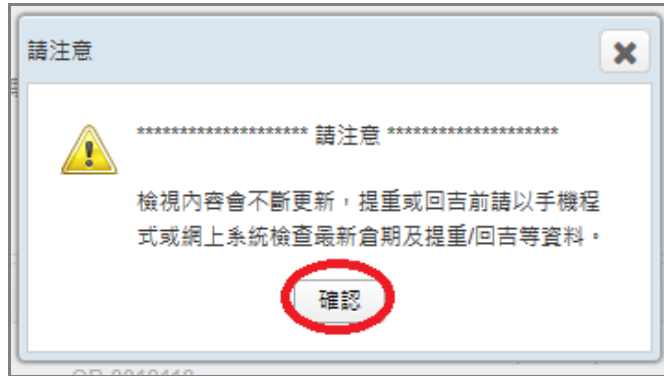 請注意
******************** 請注意 ********************
檢視內容會不斷更新，提重或回吉前請以手機程
式或網上系統檢查最新倉期及提重/回吉等資料。
確認